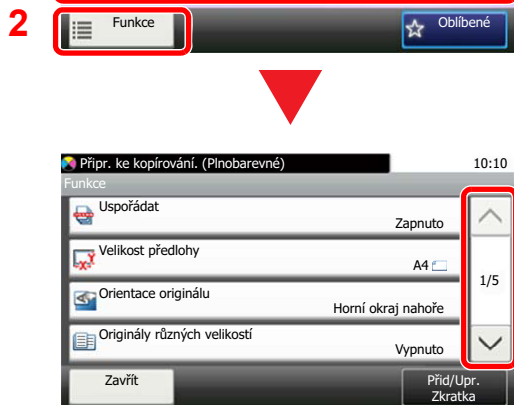 2
Funkce
Oblíbené
Připr. ke kopírování. (Plnobarevné)
10:10
Funkce
Uspořádat
Zapnuto
Velikost předlohy
A4
1/5
Orientace originálu
Horní okraj nahoře
Originály různých velikostí
Vypnuto
Zavřít
Přid/Upr.
Zkratka